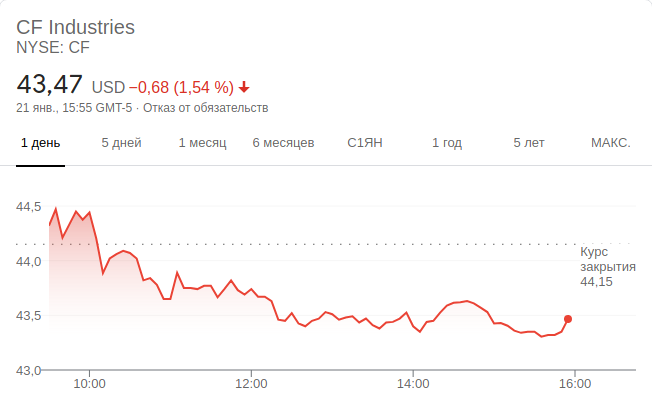 CF Industries
NYSE: CF
43,47 USD −0,68 (1,54 %)
21 янв., 15:55 GMT-5 · Отказ от обязательств
1 день 5 дней 1 месяц 6 месяцев С1ЯН 1 год 5 лет МАКС.
44,5
44,0
43,5
43,0
Курс
закрытия
44,15
10:00 12:00 14:00 16:00